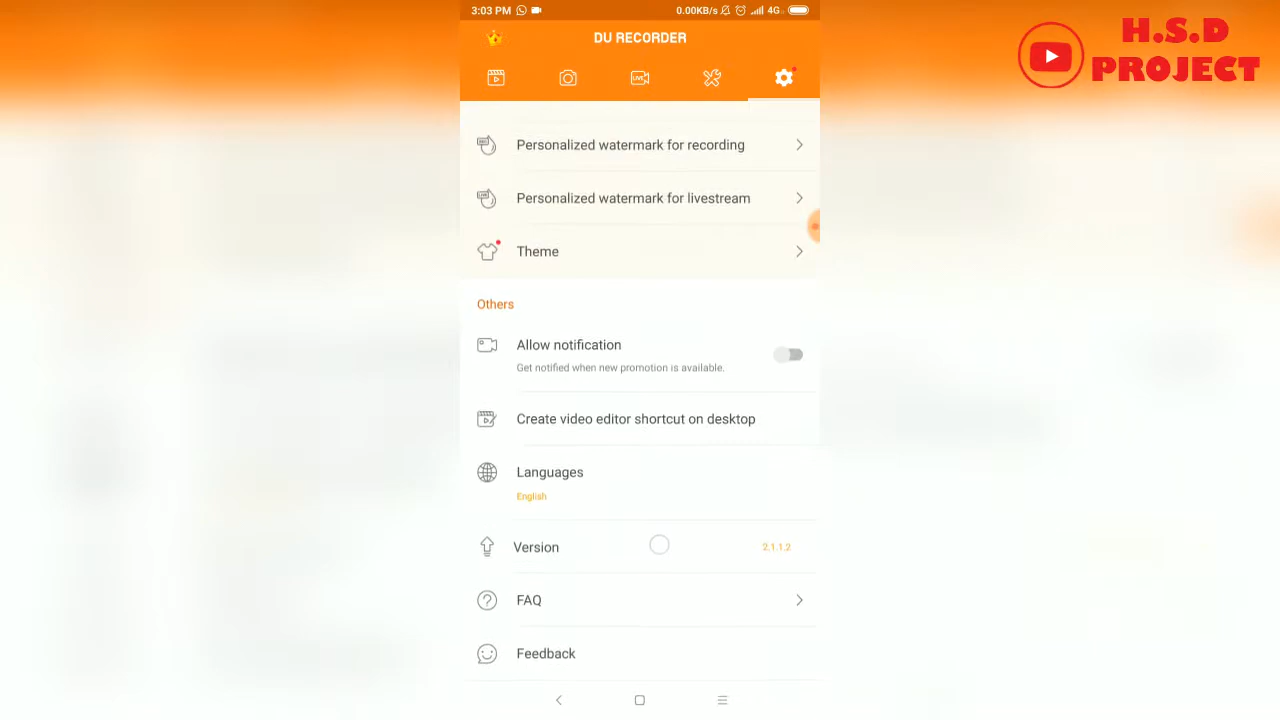 3:03 PM
0.00KB/s
4G
DU RECORDER
H.S.D
PROJECT
LIVE
Personalized watermark for recording
Personalized watermark for livestream
Theme
Others
Allow notification
Get notified when new promotion is available.
Create video editor shortcut on desktop
Languages
English
Version
2.1.1.2
FAQ
Feedback